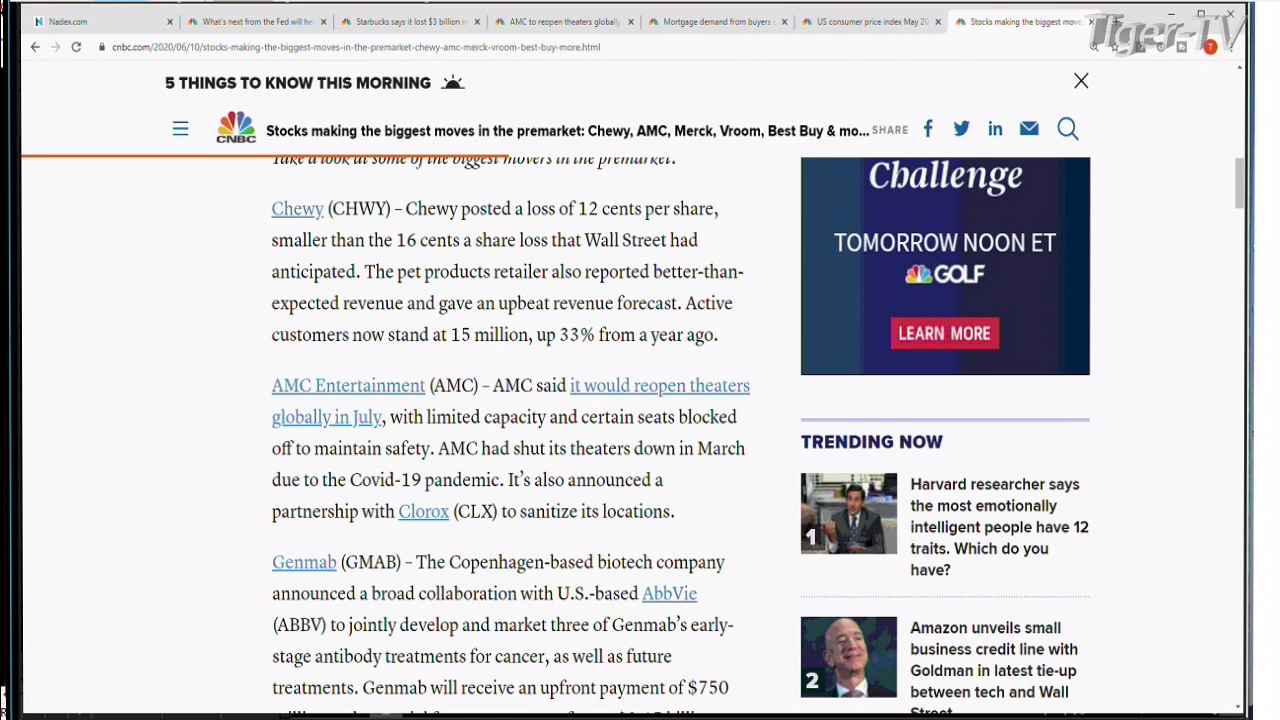 Nadex.com
What's next from the Fed will he
Starbucks says it lost $3 billion in
AMC to reopen theaters globally
Mortgage demand from buyers
US consumer price index May 20
Stocks making the biggest move
Tiger-TV
cnbc.com/2020/06/10/stocks-making-the-biggest-moves-in-the-premarket-chewy-amc-merck-vroom-best-buy-more.html
T
5 THINGS TO KNOW THIS MORNING
CNBC
Stocks making the biggest moves in the premarket: Chewy, AMC, Merck, Vroom, Best Buy & mo...
SHARE
Take a look at some of the biggest movers in the premarket.
Chewy (CHWY) – Chewy posted a loss of 12 cents per share,
smaller than the 16 cents a share loss that Wall Street had
anticipated. The pet products retailer also reported better-than-
expected revenue and gave an upbeat revenue forecast. Active
customers now stand at 15 million, up 33% from a year ago.
AMC Entertainment (AMC) – AMC said it would reopen theaters
globally in July, with limited capacity and certain seats blocked
off to maintain safety. AMC had shut its theaters down in March
due to the Covid-19 pandemic. It's also announced a
partnership with Clorox (CLX) to sanitize its locations.
Genmab (GMAB) – The Copenhagen-based biotech company
announced a broad collaboration with U.S.-based AbbVie
(ABBV) to jointly develop and market three of Genmab's early-
stage antibody treatments for cancer, as well as future
treatments. Genmab will receive an upfront payment of $750
Challenge
TOMORROW NOON ET
GOLF
LEARN MORE
TRENDING NOW
1
Harvard researcher says
the most emotionally
intelligent people have 12
traits. Which do you
have?
2
Amazon unveils small
business credit line with
Goldman in latest tie-up
between tech and Wall
Street